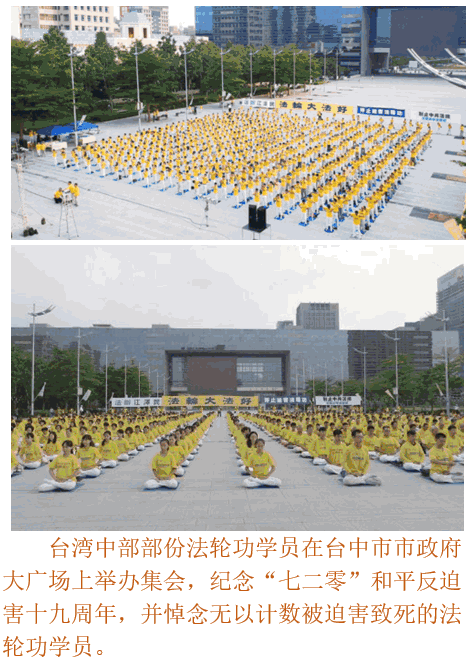 法輪大法好
法輪大法好
台湾中部部份法轮功学员在台中市市政府
大广场上举办集会，纪念“七二零”和平反迫
害十九周年，并悼念无以计数被迫害致死的法
轮功学员。